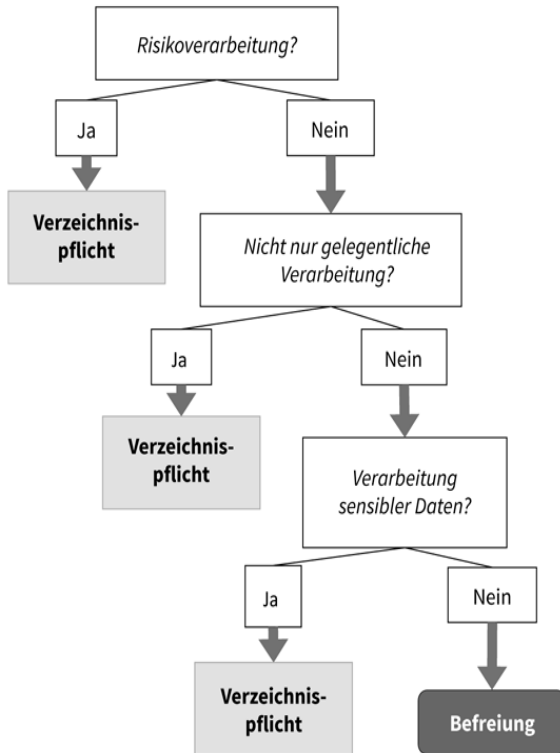 Risikoverarbeitung?
Ja
Nein
Verzeichnis-
pflicht
Nicht nur gelegentliche
Verarbeitung?
Ja
Nein
Verzeichnis-
pflicht
Verarbeitung
sensibler Daten?
Ja
Nein
Verzeichnis-
pflicht
Befreiung